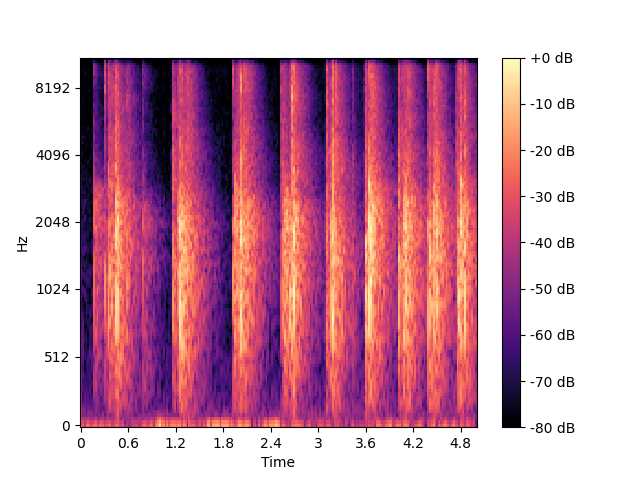 +0 dB
8192
-10 dB
4096
-20 dB
-30 dB
2048
Hz
-40 dB
1024
-50 dB
-60 dB
512
-70 dB
0
-80 dB
0 0.6 1.2 1.8 2.4 3 3.6 4.2 4.8
Time